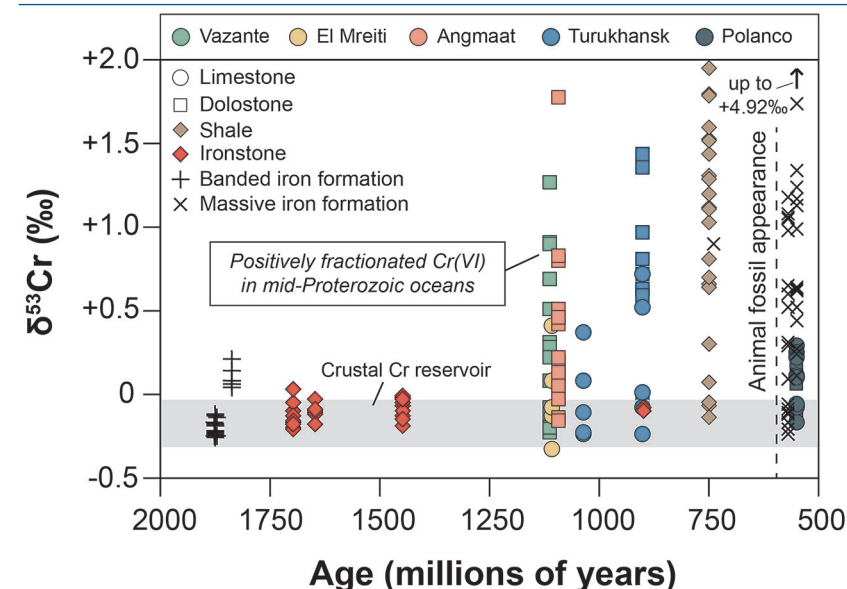 Vazante El Mreiti Angmaat Turukhansk Polanco
+2.0
+1.5
+1.0
+0.5
0
-0.5
δ⁵³Cr (‰)
Limestone
Dolostone
Shale
Ironstone
Banded iron formation
Massive iron formation
up to
+4.92‰
Positively fractionated Cr(VI)
in mid-Proterozoic oceans
Crustal Cr reservoir
Animal fossil appearance
2000 1750 1500 1250 1000 750 500
Age (millions of years)